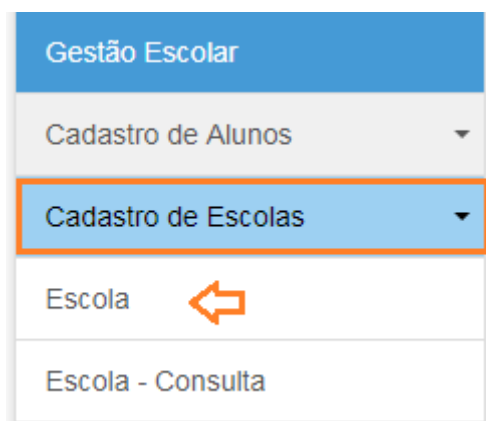 Gestão Escolar
Cadastro de Alunos
Cadastro de Escolas
Escola
Escola - Consulta